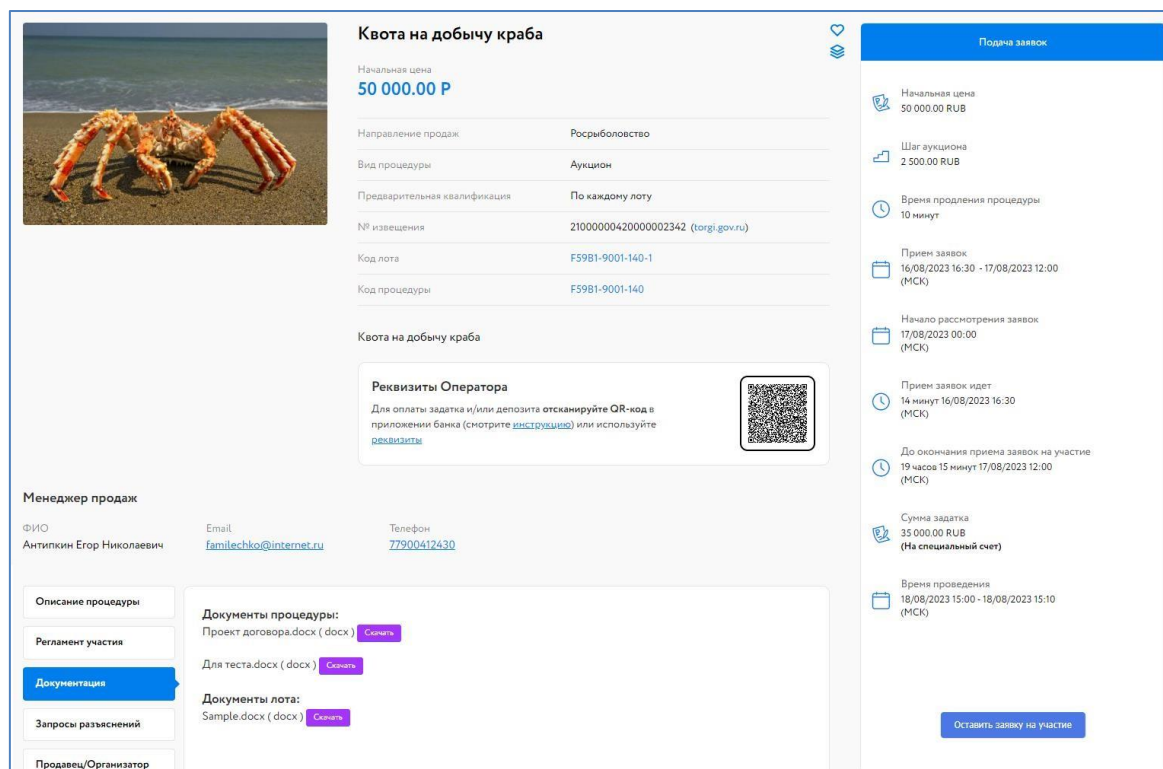 Квота на добычу краба
Начальная цена
50 000.00 Р
Направление продаж Росрыболовство
Вид процедуры Аукцион
Предварительная квалификация По каждому лоту
№ извещения 21000000420000002342 (torgi.gov.ru)
Код лота F59B1-9001-140-1
Код процедуры F59B1-9001-140
Квота на добычу краба
Реквизиты Оператора
Для оплаты задатка и/или депозита отсканируйте QR-код в
приложении банка (смотрите инструкцию) или используйте
реквизиты
Менеджер продаж
ФИО Email Телефон
Антипкин Егор Николаевич familechko@internet.ru 77900412430
Описание процедуры
Регламент участия
Документация
Запросы разъяснений
Продавец/Организатор
Документы процедуры:
Проект договора.docx ( docx ) Скачать
Для теста.docx ( docx ) Скачать
Документы лота:
Sample.docx ( docx ) Скачать
Подача заявок
Начальная цена
50 000.00 RUB
Шаг аукциона
2 500.00 RUB
Время продления процедуры
10 минут
Прием заявок
16/08/2023 16:30 - 17/08/2023 12:00
(МСК)
Начало рассмотрения заявок
17/08/2023 00:00
(МСК)
Прием заявок идет
14 минут 16/08/2023 16:30
(МСК)
До окончания приема заявок на участие
19 часов 15 минут 17/08/2023 12:00
(МСК)
Сумма задатка
35 000.00 RUB
(На специальный счет)
Время проведения
18/08/2023 15:00 - 18/08/2023 15:10
(МСК)
Оставить заявку на участие